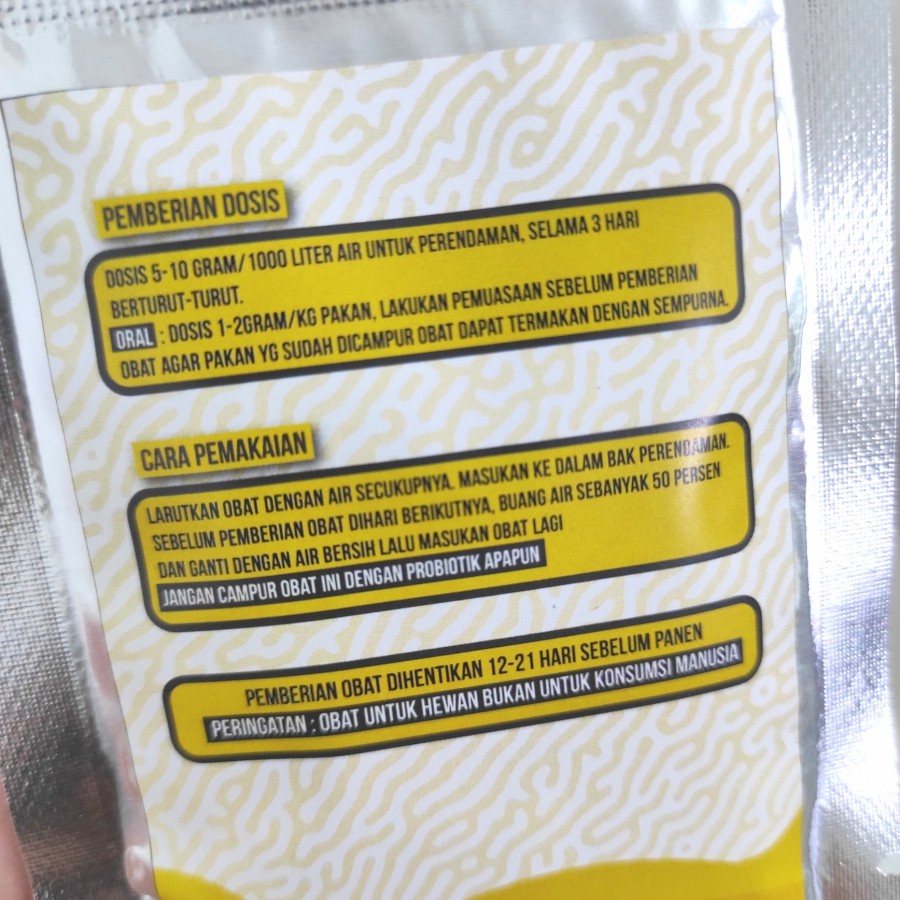 PEMBERIAN DOSIS
DOSIS 5-10 GRAM/ 1000 LITER AIR UNTUK PERENDAMAN, SELAMA 3 HARI
BERTURUT-TURUT.
ORAL : DOSIS 1-2GRAM/KG PAKAN, LAKUKAN PEMUASAAN SEBELUM PEMBERIAN
OBAT AGAR PAKAN YG SUDAH DICAMPUR OBAT DAPAT TERMAKAN DENGAN SEMPURNA.
CARA PEMAKAIAN
LARUTKAN OBAT DENGAN AIR SECUKUPNYA. MASUKAN KE DALAM BAK PERENDAMAN.
SEBELUM PEMBERIAN OBAT DIHARI BERIKUTNYA, BUANG AIR SEBANYAK 50 PERSEN
DAN GANTI DENGAN AIR BERSIH LALU MASUKAN OBAT LAGI
JANGAN CAMPUR OBAT INI DENGAN PROBIOTIK APAPUN
PEMBERIAN OBAT DIHENTIKAN 12-21 HARI SEBELUM PANEN
PERINGATAN : OBAT UNTUK HEWAN BUKAN UNTUK KONSUMSI MANUSIA